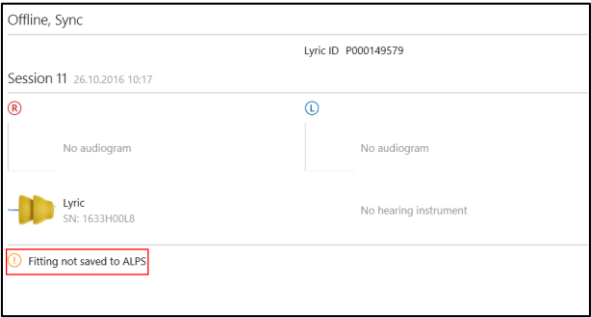 Offline, Sync
Lyric ID P000149579
Session 11 26.10.2016 10:17
R
L
No audiogram
No audiogram
Lyric
SN: 1633H00L8
No hearing instrument
! Fitting not saved to ALPS